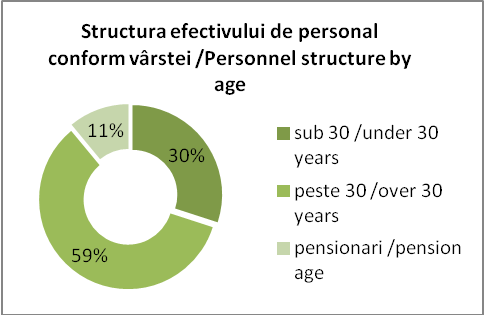 Structura efectivului de personal
conform vârstei /Personnel structure by
age
11%
30%
59%
sub 30 /under 30
years
peste 30 /over 30
years
pensionari /pension
age